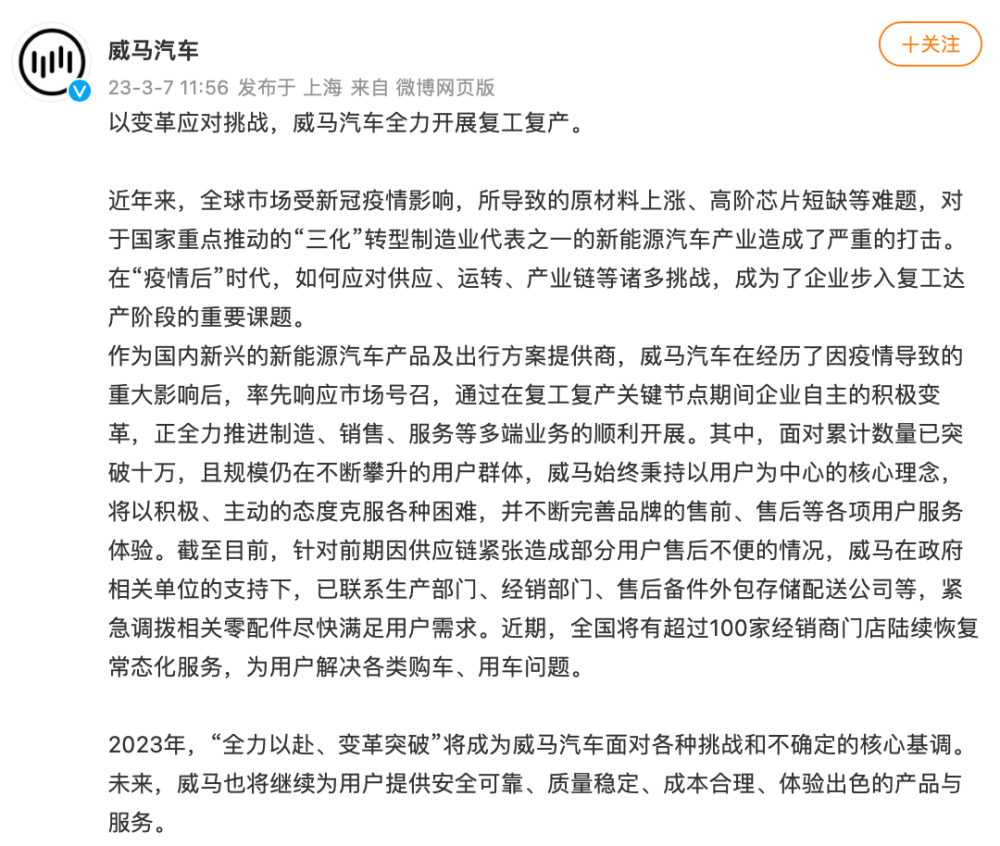 威马汽车
+关注
23-3-7 11:56 发布于 上海 来自 微博网页版
以变革应对挑战，威马汽车全力开展复工复产。
近年来，全球市场受新冠疫情影响，所导致的原材料上涨、高阶芯片短缺等难题，对
于国家重点推动的“三化”转型制造业代表之一的新能源汽车产业造成了严重的打击。
在“疫情后”时代，如何应对供应、运转、产业链等诸多挑战，成为了企业步入复工达
产阶段的重要课题。
作为国内新兴的新能源汽车产品及出行方案提供商，威马汽车在经历了因疫情导致的
重大影响后，率先响应市场号召，通过在复工复产关键节点期间企业自主的积极变
革，正全力推进制造、销售、服务等多端业务的顺利开展。其中，面对累计数量已突
破十万，且规模仍在不断攀升的用户群体，威马始终秉持以用户为中心的核心理念，
将以积极、主动的态度克服各种困难，并不断完善品牌的售前、售后等各项用户服务
体验。截至目前，针对前期因供应链紧张造成部分用户售后不便的情况，威马在政府
相关单位的支持下，已联系生产部门、经销部门、售后备件外包存储配送公司等，紧
急调拨相关零配件尽快满足用户需求。近期，全国将有超过100家经销商门店陆续恢复
常态化服务，为用户解决各类购车、用车问题。
2023年，“全力以赴、变革突破”将成为威马汽车面对各种挑战和不确定的核心基调。
未来，威马也将继续为用户提供安全可靠、质量稳定、成本合理、体验出色的产品与
服务。